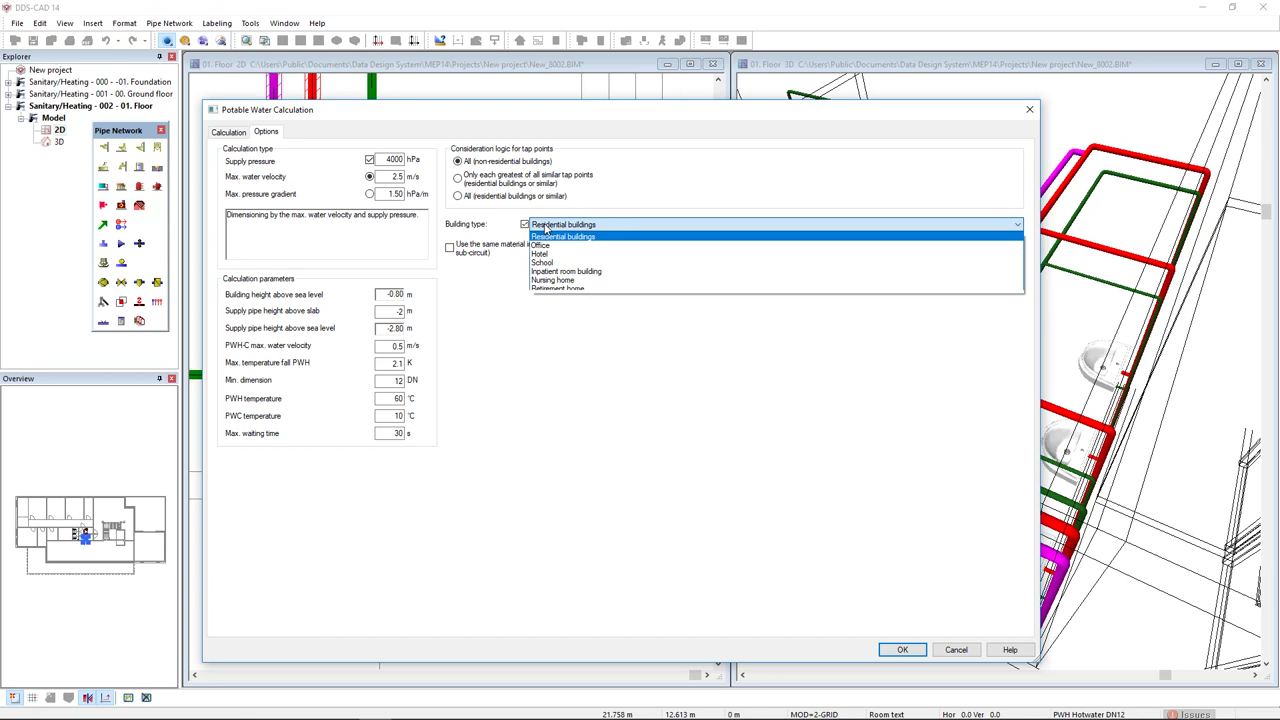 DDS-CAD 14
File Edit View Insert Format Pipe Network Labeling Tools Window Help
Explorer
New project
Sanitary/Heating - 000 - -01. Foundation
Sanitary/Heating - 001 - 00. Ground floor
Sanitary/Heating - 002 - 01. Floor
Model
2D
3D
Pipe Network
Overview
01. Floor 2D C:\Users\Public\Documents\Data Design System\MEP14\Projects\New project\New_8002.BIM*
01. Floor 3D C:\Users\Public\Documents\Data Design System\MEP14\Projects\New project\New_8002.BIM*
Potable Water Calculation
Calculation Options
Calculation type
Supply pressure 4000 hPa
Max. water velocity 2.5 m/s
Max. pressure gradient 1.50 hPa/m
Dimensioning by the max. water velocity and supply pressure.
Calculation parameters
Building height above sea level -0.80 m
Supply pipe height above slab -2 m
Supply pipe height above sea level -2.80 m
PWH-C max. water velocity 0.5 m/s
Max. temperature fall PWH 2.1 K
Min. dimension 12 DN
PWH temperature 60 °C
PWC temperature 10 °C
Max. waiting time 30 s
Consideration logic for tap points
All (non-residential buildings)
Only each greatest of all similar tap points
(residential buildings or similar)
All (residential buildings or similar)
Building type: Residential buildings
Residential buildings
Office
Hotel
School
Inpatient room building
Nursing home
Retirement home
Use the same material i
sub-circuit)
OK Cancel Help
21.758 m 12.613 m 0 m MOD=2-GRID Room text Hor 0.0 Ver 0.0 PWH Hotwater DN12 Issues